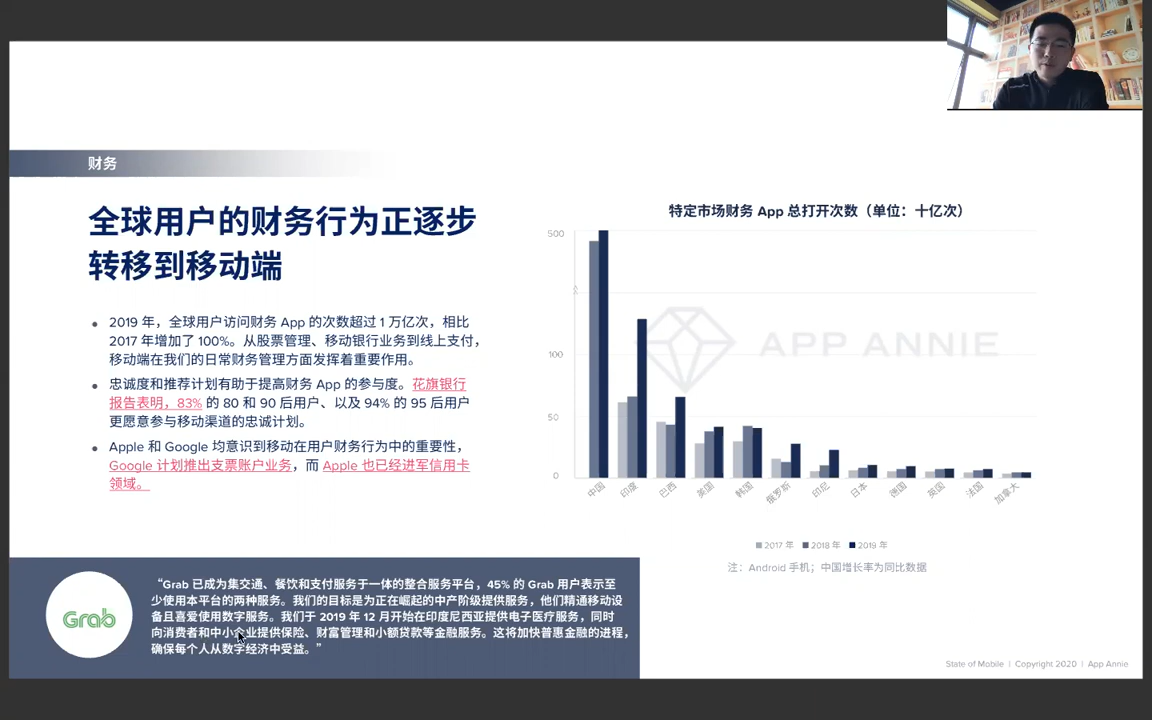 财务
全球用户的财务行为正逐步
转移到移动端
2019 年，全球用户访问财务 App 的次数超过 1 万亿次，相比
2017 年增加了 100%。从股票管理、移动银行业务到线上支付，
移动端在我们的日常财务管理方面发挥着重要作用。
忠诚度和推荐计划有助于提高财务 App 的参与度。花旗银行
报告表明，83% 的 80 和 90 后用户、以及 94% 的 95 后用户
更愿意参与移动渠道的忠诚计划。
Apple 和 Google 均意识到移动在用户财务行为中的重要性，
Google 计划推出支票账户业务，而 Apple 也已经进军信用卡
领域。
特定市场财务 App 总打开次数（单位：十亿次）
500
100
50
0
APP ANNIE
中国
印度
巴西
美国
韩国
俄罗斯
印尼
日本
德国
英国
法国
加拿大
2017 年 2018 年 2019 年
注：Android 手机；中国增长率为同比数据
Grab
“Grab 已成为集交通、餐饮和支付服务于一体的整合服务平台，45% 的 Grab 用户表示至
少使用本平台的两种服务。我们的目标是为正在崛起的中产阶级提供服务，他们精通移动设
备且喜爱使用数字服务。我们于 2019 年 12 月开始在印度尼西亚提供电子医疗服务，同时
向消费者和中小企业提供保险、财富管理和小额贷款等金融服务。这将加快普惠金融的进程，
确保每个人从数字经济中受益。”
State of Mobile | Copyright 2020 | App Annie